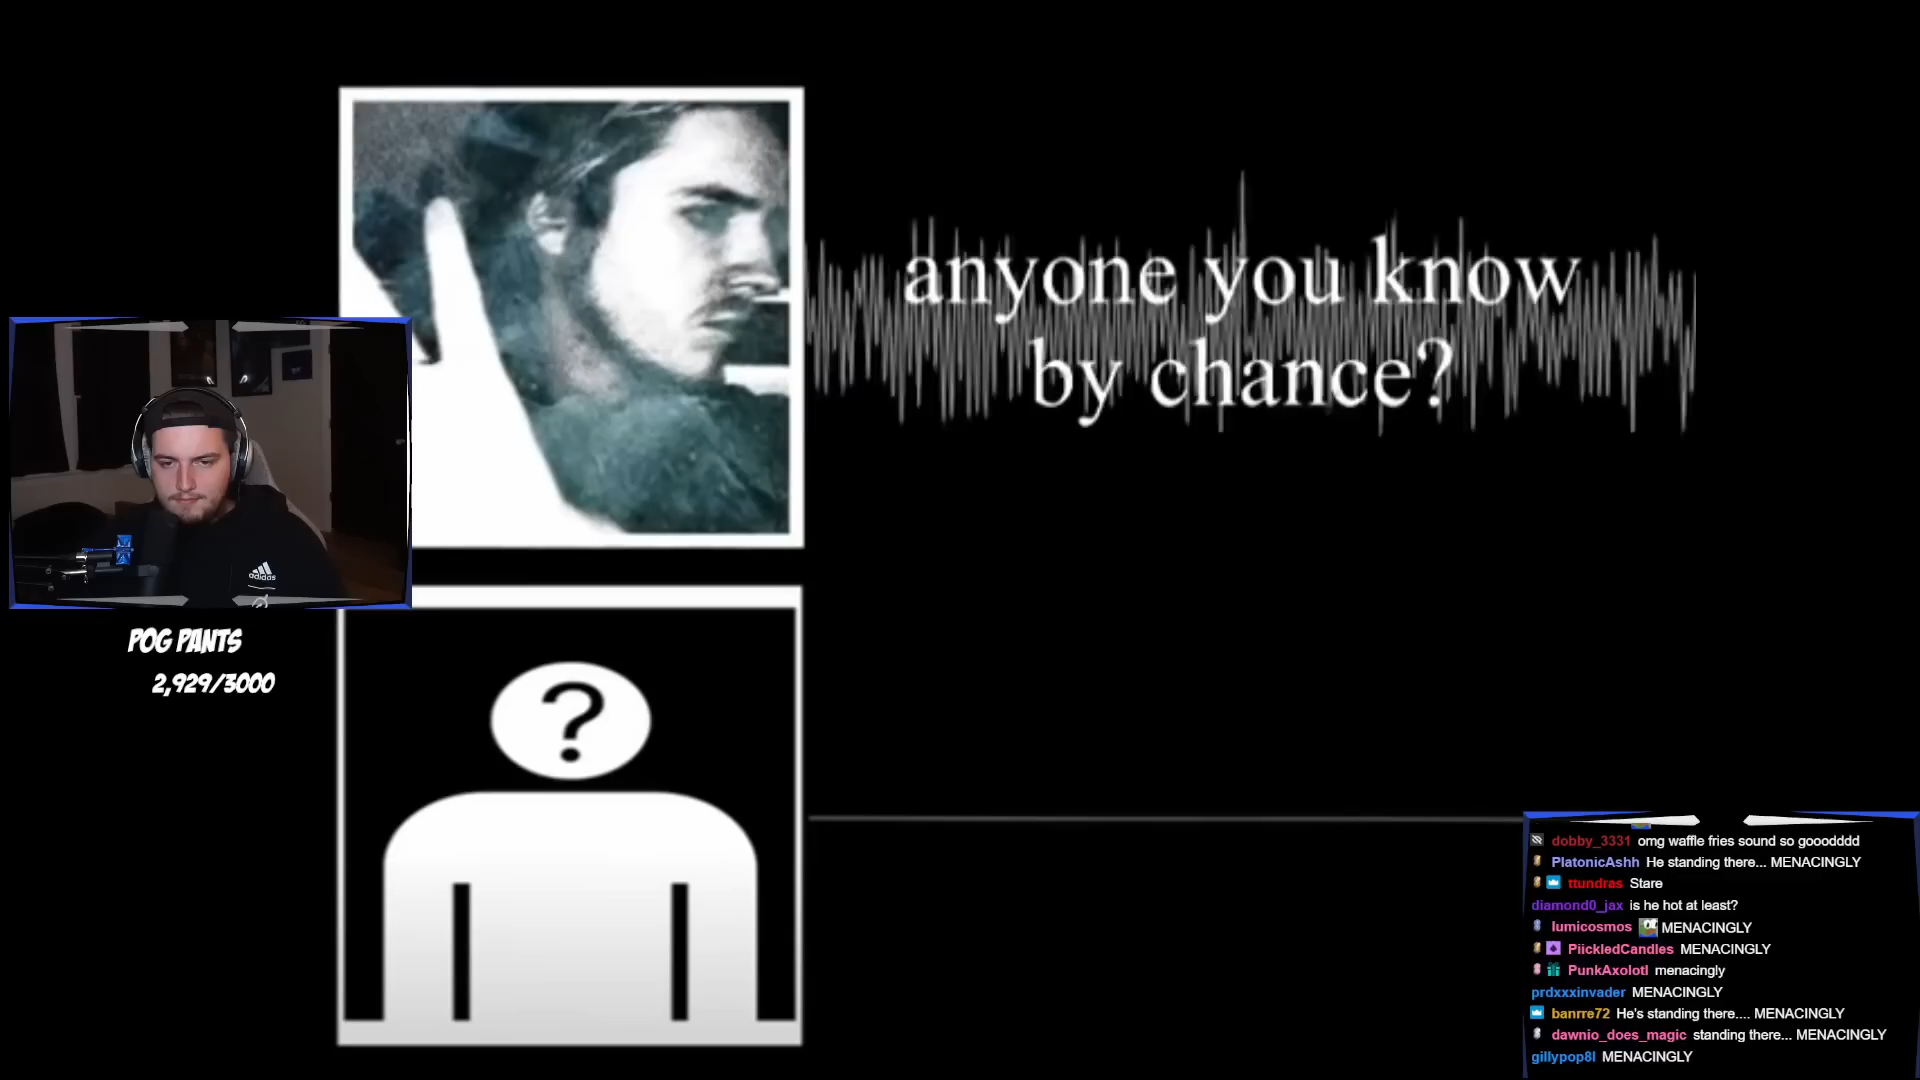 anyone you know
by chance?
adidas
POG PANTS
2,929/3000
?
dobby_3331 omg waffle fries sound so gooodddd
PlatonicAshh He standing there... MENACINGLY
ttundras Stare
diamond0_jax is he hot at least?
lumicosmos MENACINGLY
PiickledCandles MENACINGLY
PunkAxolotl menacingly
prdxxxinvader MENACINGLY
banrre72 He's standing there.... MENACINGLY
dawnio_does_magic standing there... MENACINGLY
gillypop8l MENACINGLY